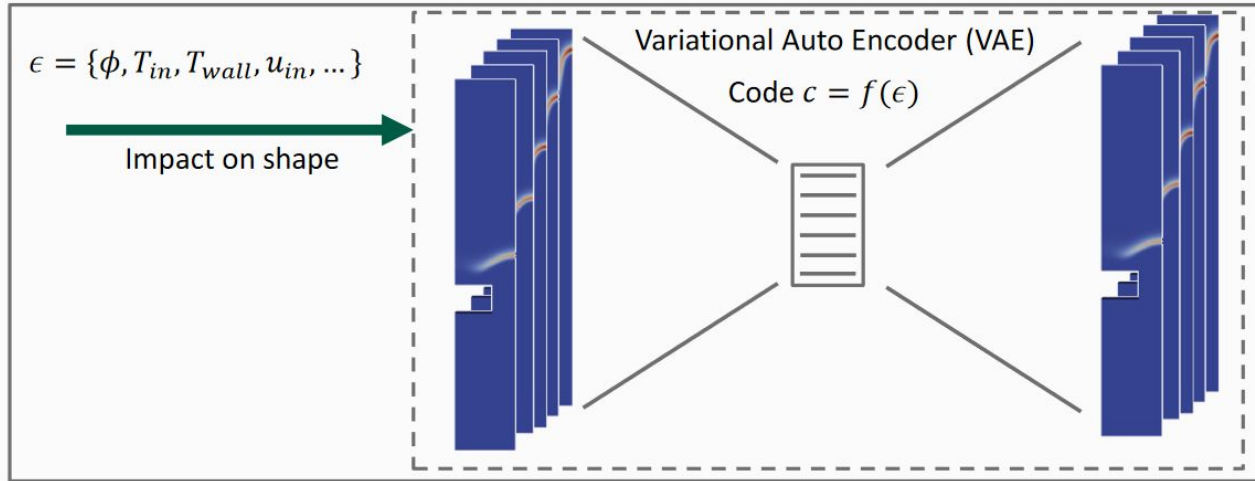 ϵ = {ϕ, T_in, T_wall, u_in, … }
Impact on shape
Variational Auto Encoder (VAE)
Code c = f(ϵ)